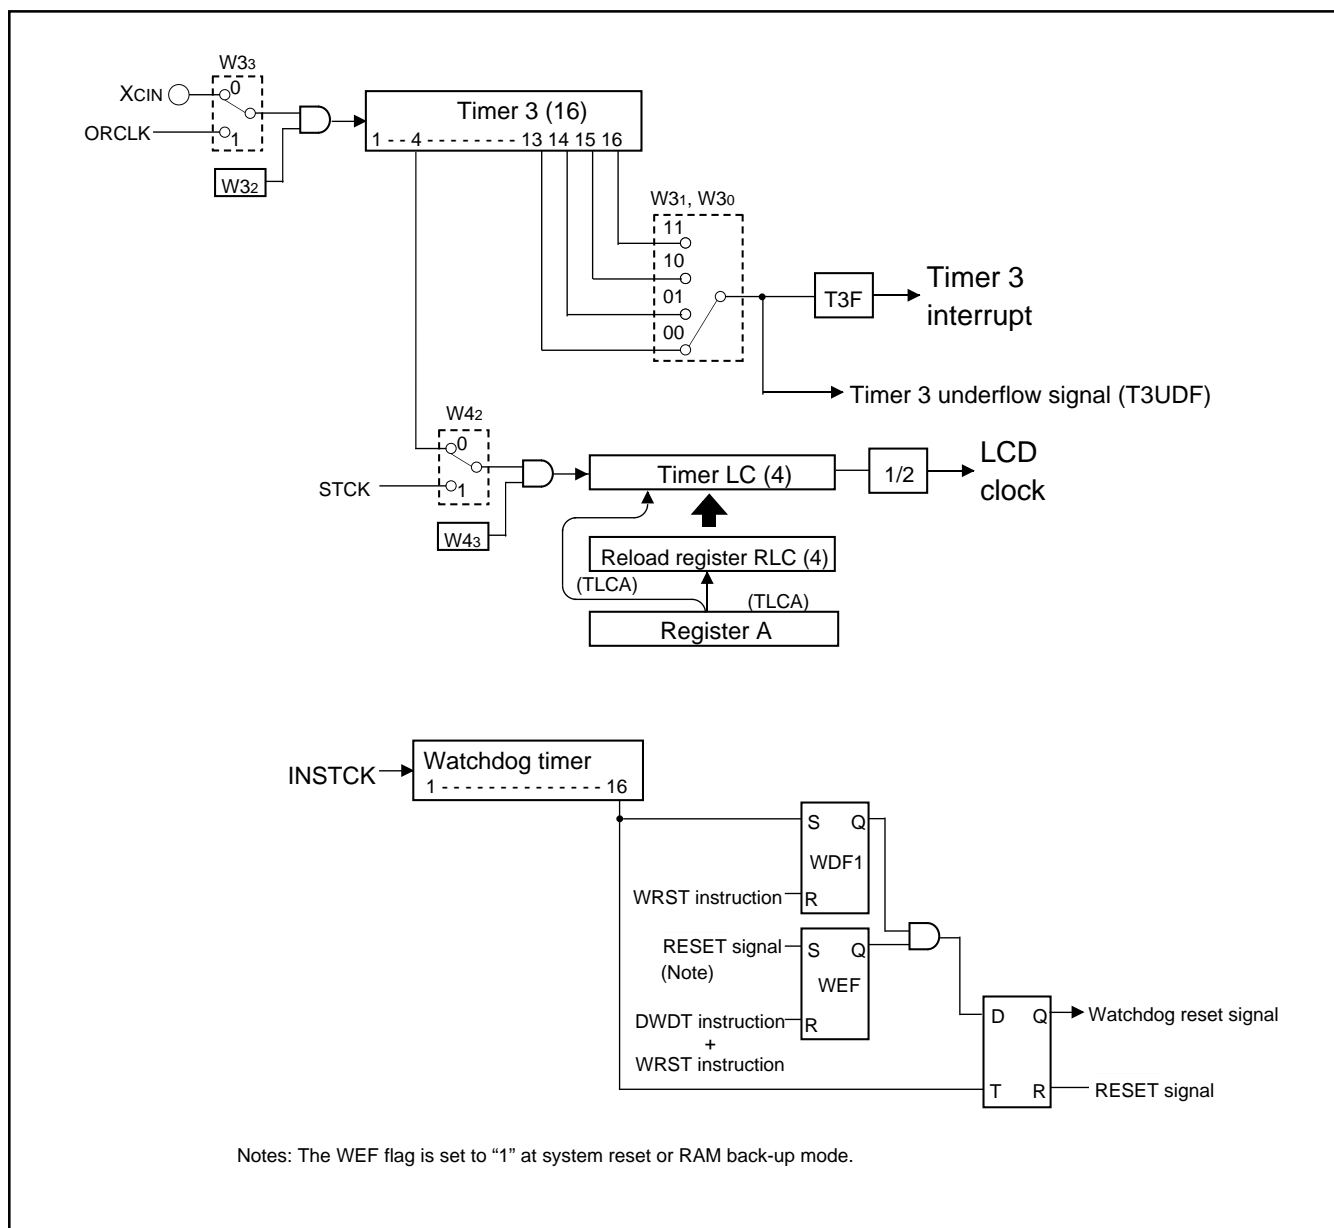 W33
XCIN
0
ORCLK
1
W32
Timer 3 (16)
1 - - 4 - - - - - - - - - 13 14 15 16
W31, W30
11
10
01
00
T3F
Timer 3
interrupt
Timer 3 underflow signal (T3UDF)
W42
0
STCK
1
W43
Timer LC (4)
1/2
LCD
clock
Reload register RLC (4)
(TLCA)
(TLCA)
Register A
INSTCK
Watchdog timer
1 - - - - - - - - - - - - - - 16
S Q
WDF1
WRST instruction
R
RESET signal
(Note)
S Q
WEF
DWDT instruction
+
WRST instruction
R
D Q
Watchdog reset signal
T R
RESET signal
Notes: The WEF flag is set to “1” at system reset or RAM back-up mode.